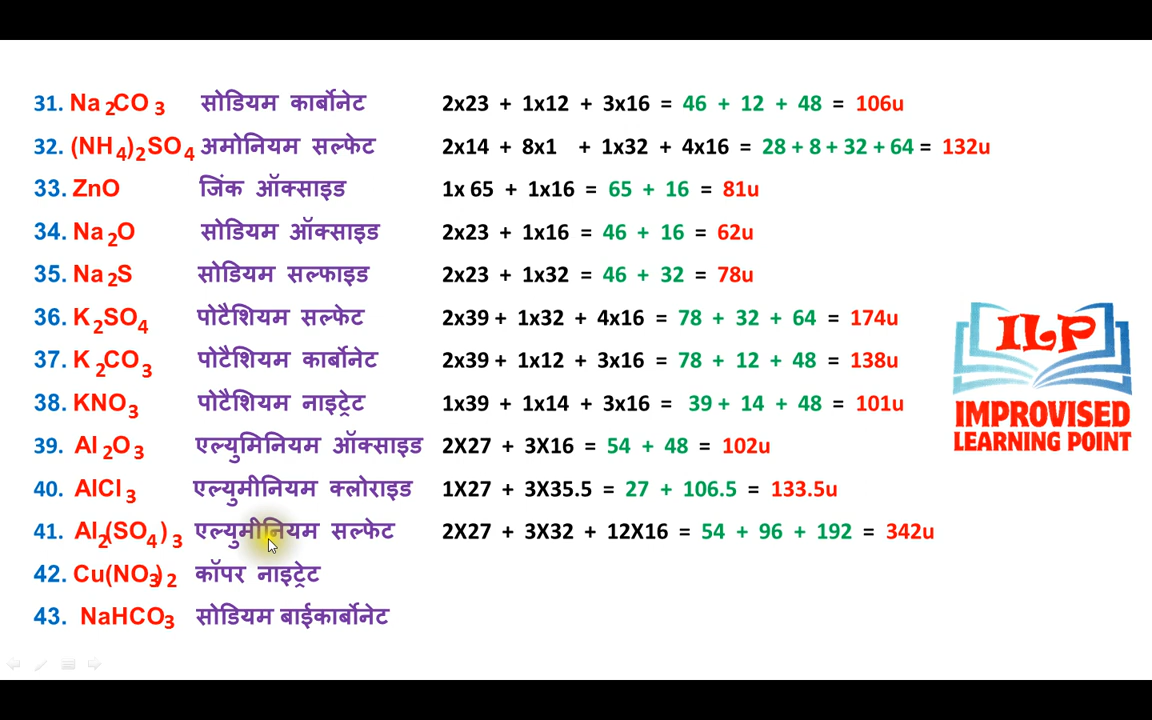 31. Na2CO3 सोडियम कार्बोनेट 2x23 + 1x12 + 3x16 = 46 + 12 + 48 = 106u
32. (NH4)2SO4 अमोनियम सल्फेट 2x14 + 8x1 + 1x32 + 4x16 = 28 + 8 + 32 + 64 = 132u
33. ZnO जिंक ऑक्साइड 1x 65 + 1x16 = 65 + 16 = 81u
34. Na2O सोडियम ऑक्साइड 2x23 + 1x16 = 46 + 16 = 62u
35. Na2S सोडियम सल्फाइड 2x23 + 1x32 = 46 + 32 = 78u
36. K2SO4 पोटैशियम सल्फेट 2x39 + 1x32 + 4x16 = 78 + 32 + 64 = 174u
37. K2CO3 पोटैशियम कार्बोनेट 2x39 + 1x12 + 3x16 = 78 + 12 + 48 = 138u
38. KNO3 पोटैशियम नाइट्रेट 1x39 + 1x14 + 3x16 = 39 + 14 + 48 = 101u
39. Al2O3 एल्युमिनियम ऑक्साइड 2X27 + 3X16 = 54 + 48 = 102u
40. AlCl3 एल्युमीनियम क्लोराइड 1X27 + 3X35.5 = 27 + 106.5 = 133.5u
41. Al2(SO4)3 एल्युमीनियम सल्फेट 2X27 + 3X32 + 12X16 = 54 + 96 + 192 = 342u
42. Cu(NO3)2 कॉपर नाइट्रेट
43. NaHCO3 सोडियम बाईकार्बोनेट
ILP
IMPROVISED
LEARNING POINT